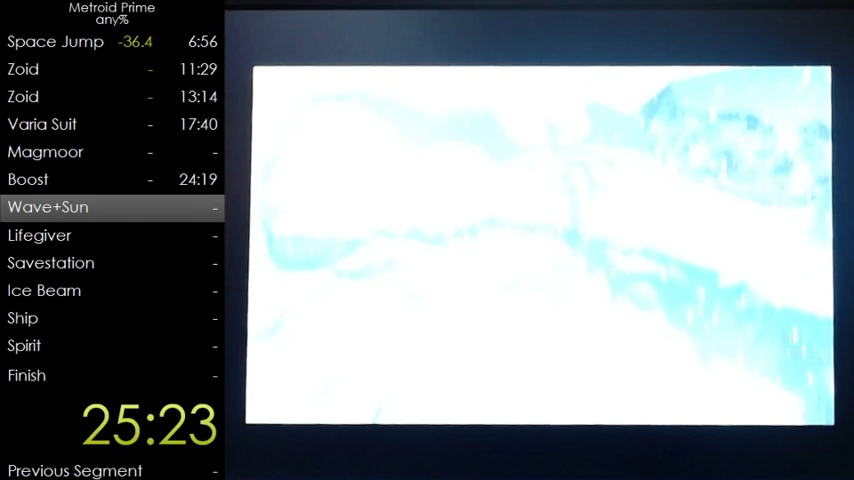 Metroid Prime
any%
Space Jump -36.4 6:56
Zoid - 11:29
Zoid - 13:14
Varia Suit - 17:40
Magmoor - -
Boost - 24:19
Wave+Sun -
Lifegiver -
Savestation -
Ice Beam -
Ship -
Spirit -
Finish -
25:23
Previous Segment -